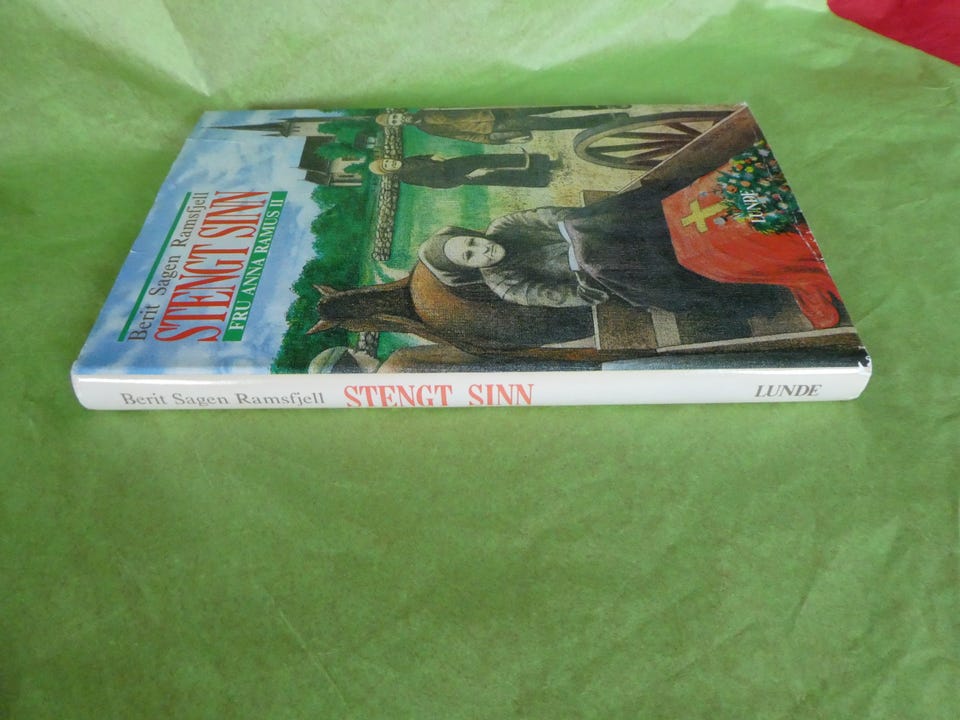 Berit Sagen Ramsfjell
STENGT SINN
FRU ANNA RAMUS II
LUNDE
Berit Sagen Ramsfjell STENGT SINN LUNDE